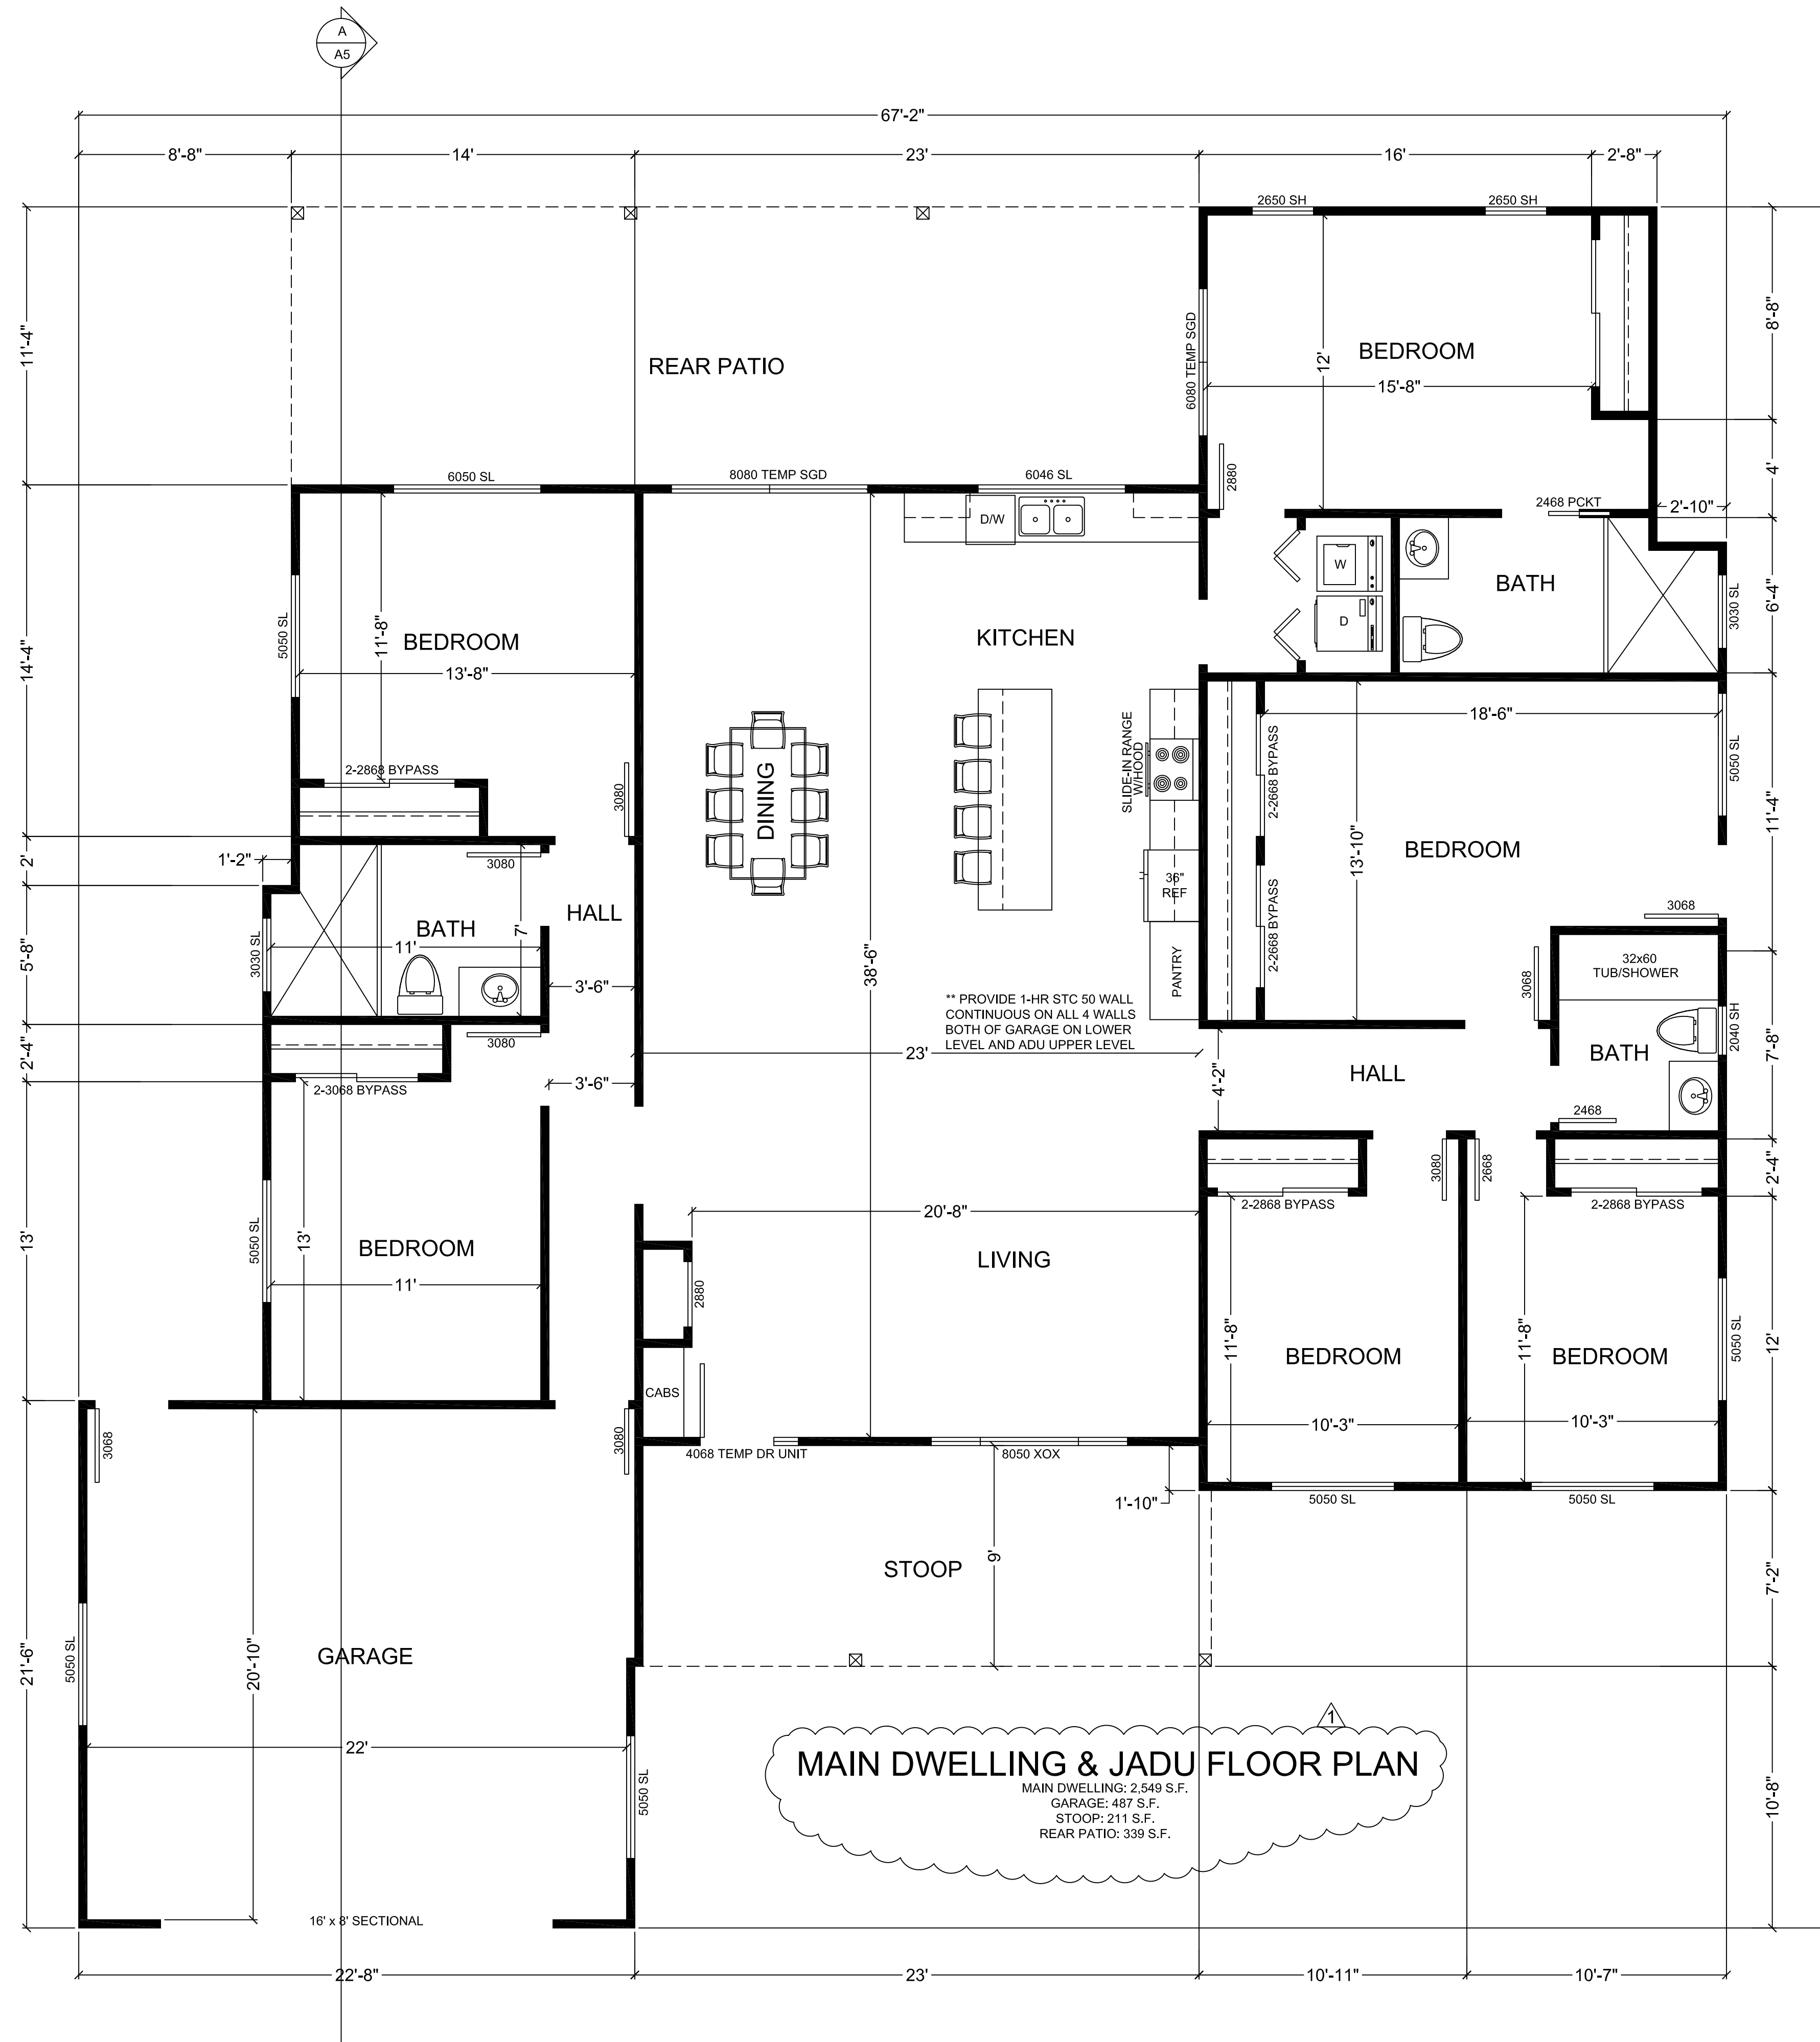 A
A5
67'-2"
8'-8"
14'
23'
16'
2'-8"
2650 SH
2650 SH
11'-4"
8'-8"
6080 TEMP SGD
REAR PATIO
BEDROOM
12'
15'-8"
6050 SL
8080 TEMP SGD
6046 SL
2880
4'
2468 PCKT
2'-10"
D/W
W
D
BATH
3030 SL
6'-4"
5050 SL
11'-8"
BEDROOM
13'-8"
14'-4"
KITCHEN
DINING
SLIDE-IN RANGE
W/HOOD
2-2668 BYPASS
18'-6"
5050 SL
11'-4"
2-2868 BYPASS
3080
2'
1'-2"
3080
13'-10"
BEDROOM
36"
REF
2-2668 BYPASS
3068
BATH
7'
HALL
11'
3030 SL
5'-8"
38'-6"
PANTRY
32x60
TUB/SHOWER
3068
3'-6"
** PROVIDE 1-HR STC 50 WALL
CONTINUOUS ON ALL 4 WALLS
BOTH OF GARAGE ON LOWER
LEVEL AND ADU UPPER LEVEL
2040 SH
7'-8"
3080
2'-4"
23'
BATH
4'-2"
HALL
2-3068 BYPASS
3'-6"
2468
3080
2668
2'-4"
2-2868 BYPASS
2-2868 BYPASS
20'-8"
13'
5050 SL
13'
BEDROOM
11'
LIVING
2880
11'-8"
BEDROOM
11'-8"
BEDROOM
5050 SL
12'
CABS
10'-3"
10'-3"
3068
3080
4068 TEMP DR UNIT
8050 XOX
1'-10"
5050 SL
5050 SL
STOOP
9'
7'-2"
21'-6"
5050 SL
20'-10"
GARAGE
22'
5050 SL
1
MAIN DWELLING & JADU FLOOR PLAN
MAIN DWELLING: 2,549 S.F.
GARAGE: 487 S.F.
STOOP: 211 S.F.
REAR PATIO: 339 S.F.
10'-8"
16' x 8' SECTIONAL
22'-8"
23'
10'-11"
10'-7"